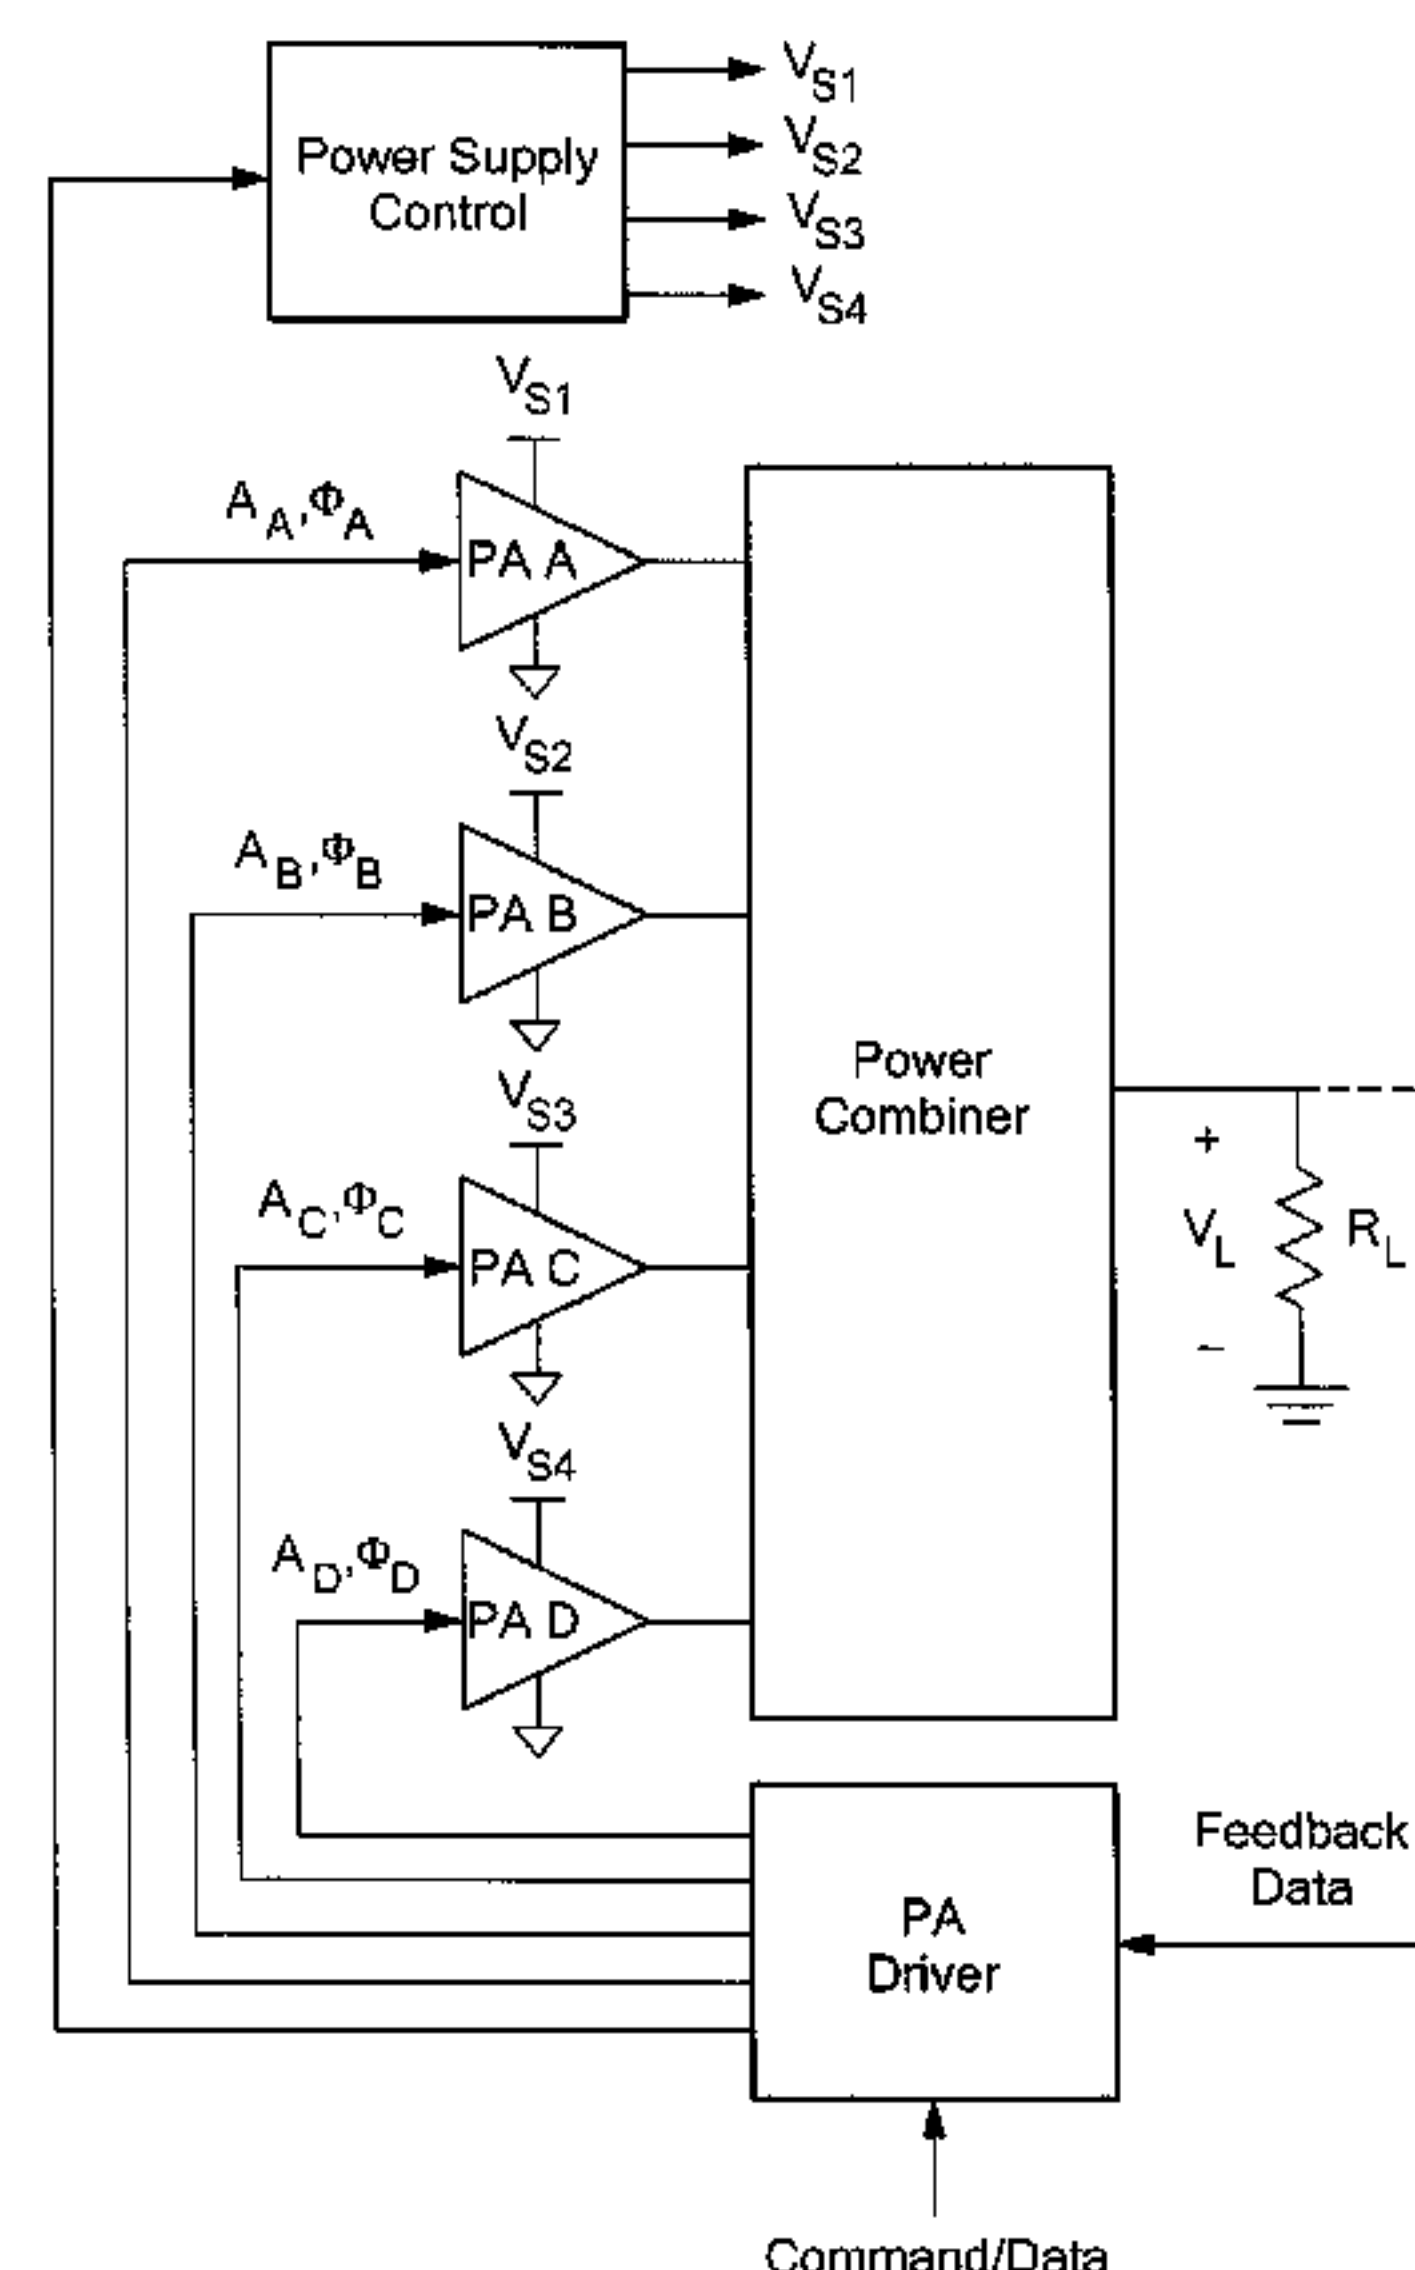 Power Supply
Control
VS1
VS2
VS3
VS4
VS1
AA,ΦA
PA A
VS2
AB,ΦB
PA B
VS3
AC,ΦC
PA C
VS4
AD,ΦD
PA D
Power
Combiner
+
VL
−
RL
PA
Driver
Feedback
Data
Command/Data